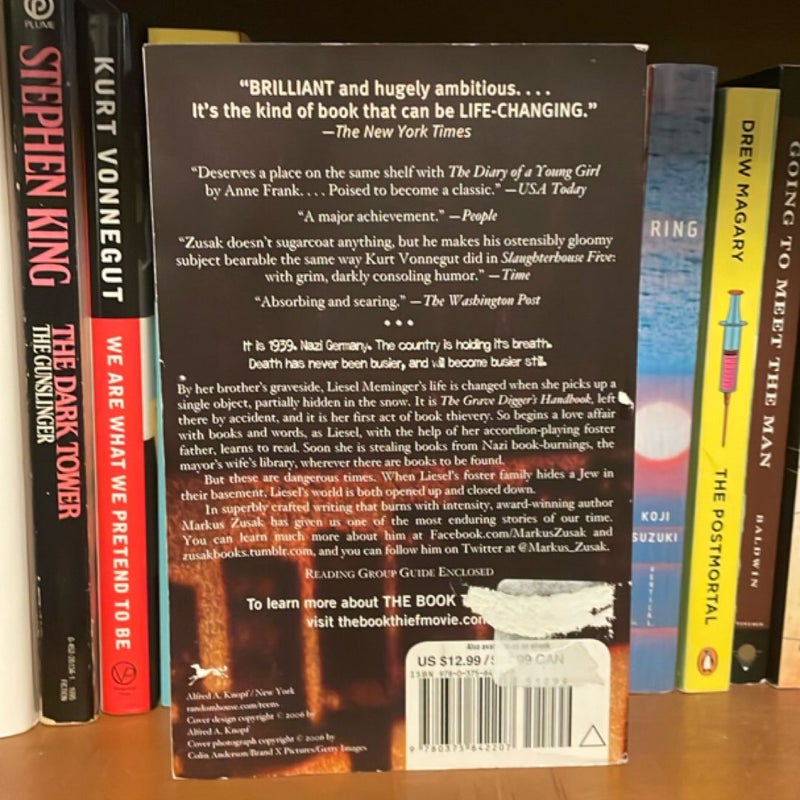 PLUME
STEPHEN KING
THE DARK TOWER
THE GUNSLINGER
FICTION
KURT VONNEGUT
WE ARE WHAT WE PRETEND TO BE
“BRILLIANT and hugely ambitious. . . .
It’s the kind of book that can be LIFE-CHANGING.”
—The New York Times
“Deserves a place on the same shelf with The Diary of a Young Girl
by Anne Frank. . . . Poised to become a classic.” —USA Today
“A major achievement.” —People
“Zusak doesn’t sugarcoat anything, but he makes his ostensibly gloomy
subject bearable the same way Kurt Vonnegut did in Slaughterhouse Five:
with grim, darkly consoling humor.” —Time
“Absorbing and searing.” —The Washington Post
It is 1939. Nazi Germany. The country is holding its breath.
Death has never been busier, and will become busier still.
By her brother’s graveside, Liesel Meminger’s life is changed when she picks up a
single object, partially hidden in the snow. It is The Grave Digger’s Handbook, left
there by accident, and it is her first act of book thievery. So begins a love affair
with books and words, as Liesel, with the help of her accordion-playing foster
father, learns to read. Soon she is stealing books from Nazi book-burnings, the
mayor’s wife’s library, wherever there are books to be found.
But these are dangerous times. When Liesel’s foster family hides a Jew in
their basement, Liesel’s world is both opened up and closed down.
In superbly crafted writing that burns with intensity, award-winning author
Markus Zusak has given us one of the most enduring stories of our time.
You can learn much more about him at Facebook.com/MarkusZusak and
zusakbooks.tumblr.com, and you can follow him on Twitter at @Markus_Zusak.
READING GROUP GUIDE ENCLOSED
To learn more about THE BOOK
visit thebookthiefmovie.com
US $12.99 / CAN
ISBN 978-0-375-84
9 780375 842207
Alfred A. Knopf / New York
randomhouse.com/teens
Cover design copyright © 2006 by
Alfred A. Knopf
Cover photograph copyright © 2006 by
Colin Anderson/Brand X Pictures/Getty Images
RING
KOJI
SUZUKI
VERTICAL
DREW MAGARY
THE POSTMORTAL
GOING TO MEET THE MAN
BALDWIN